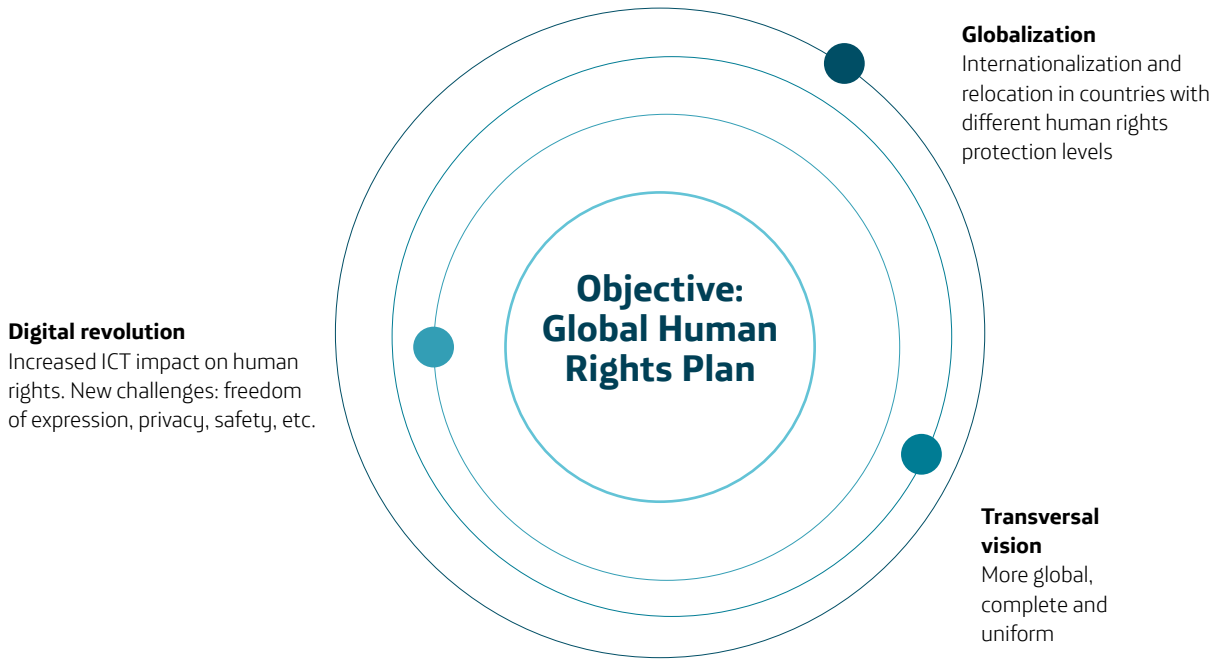 Globalization
Internationalization and
relocation in countries with
different human rights
protection levels
Objective:
Global Human
Rights Plan
Digital revolution
Increased ICT impact on human
rights. New challenges: freedom
of expression, privacy, safety, etc.
Transversal
vision
More global,
complete and
uniform